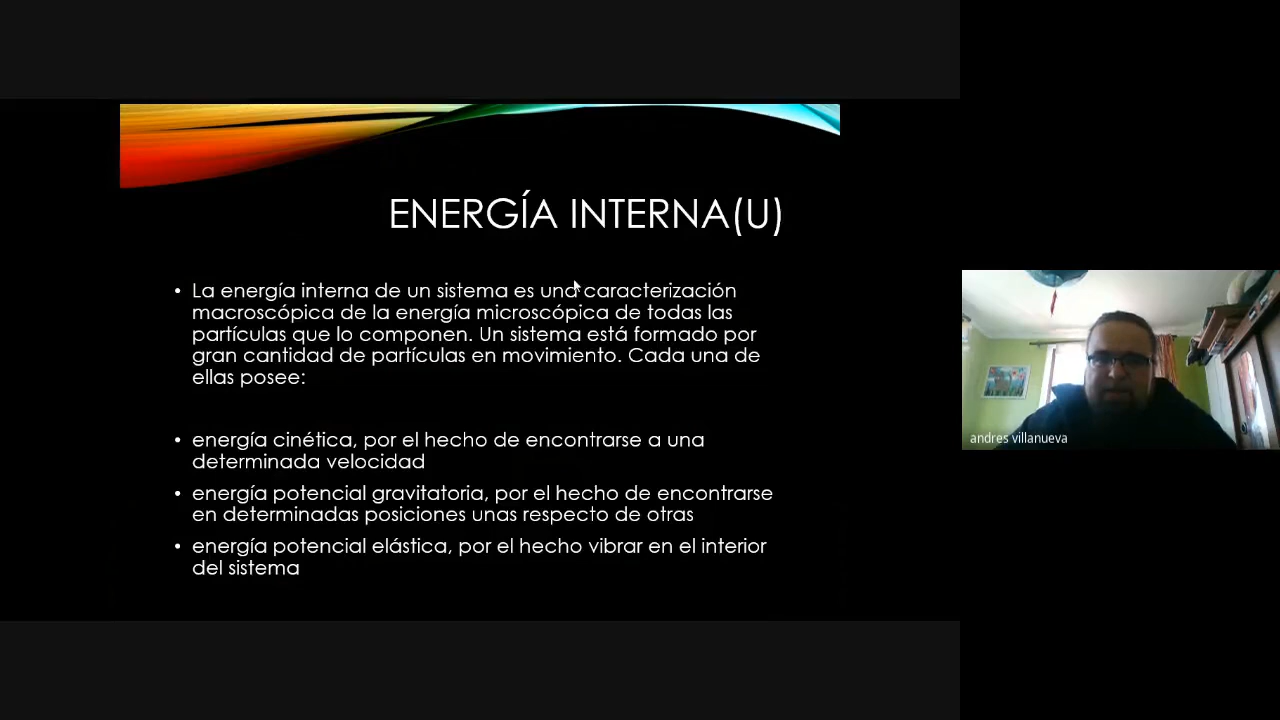 ENERGÍA INTERNA(U)
• La energía interna de un sistema es una caracterización
macroscópica de la energía microscópica de todas las
partículas que lo componen. Un sistema está formado por
gran cantidad de partículas en movimiento. Cada una de
ellas posee:
• energía cinética, por el hecho de encontrarse a una
determinada velocidad
• energía potencial gravitatoria, por el hecho de encontrarse
en determinadas posiciones unas respecto de otras
• energía potencial elástica, por el hecho vibrar en el interior
del sistema
andres villanueva